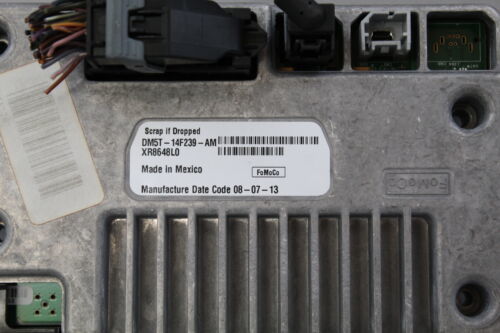 Scrap if Dropped
DM5T-14F239-AM
XR8648L0
Made in Mexico
FoMoCo
Manufacture Date Code 08-07-13
FoMoCo